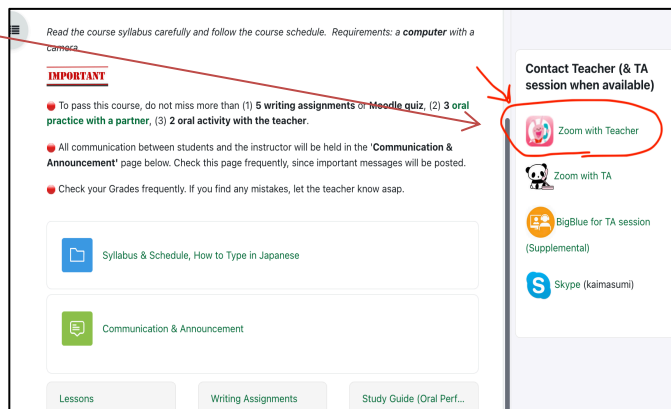 Read the course syllabus carefully and follow the course schedule. Requirements: a computer with a
camera.
IMPORTANT
To pass this course, do not miss more than (1) 5 writing assignments or Moodle quiz, (2) 3 oral
practice with a partner, (3) 2 oral activity with the teacher.
All communication between students and the instructor will be held in the 'Communication &
Announcement' page below. Check this page frequently, since important messages will be posted.
Check your Grades frequently. If you find any mistakes, let the teacher know asap.
Syllabus & Schedule, How to Type in Japanese
Communication & Announcement
Lessons
Writing Assignments
Study Guide (Oral Perf...
Contact Teacher (& TA
session when available)
Zoom with Teacher
Zoom with TA
BigBlue for TA session
(Supplemental)
Skype (kaimasumi)